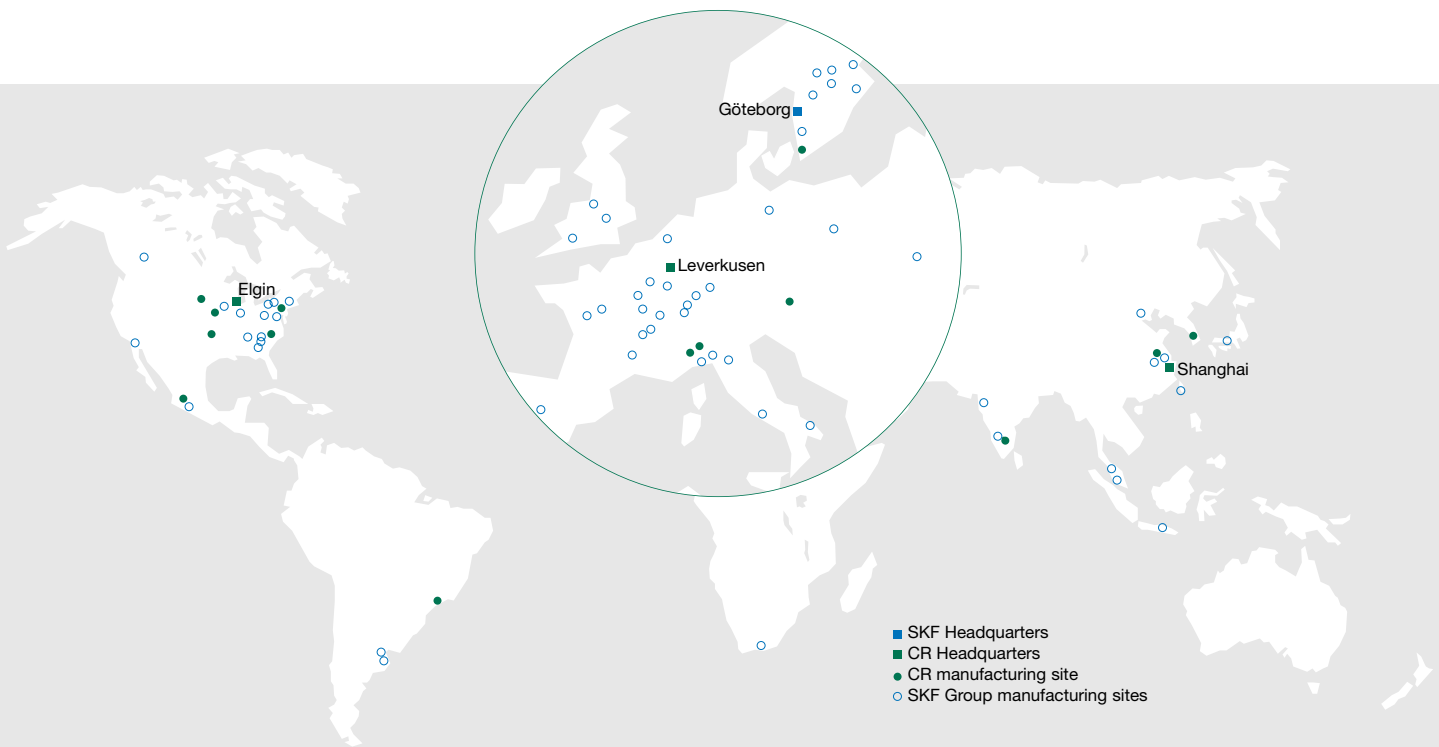 Göteborg
Leverkusen
Elgin
Shanghai
SKF Headquarters
CR Headquarters
CR manufacturing site
SKF Group manufacturing sites